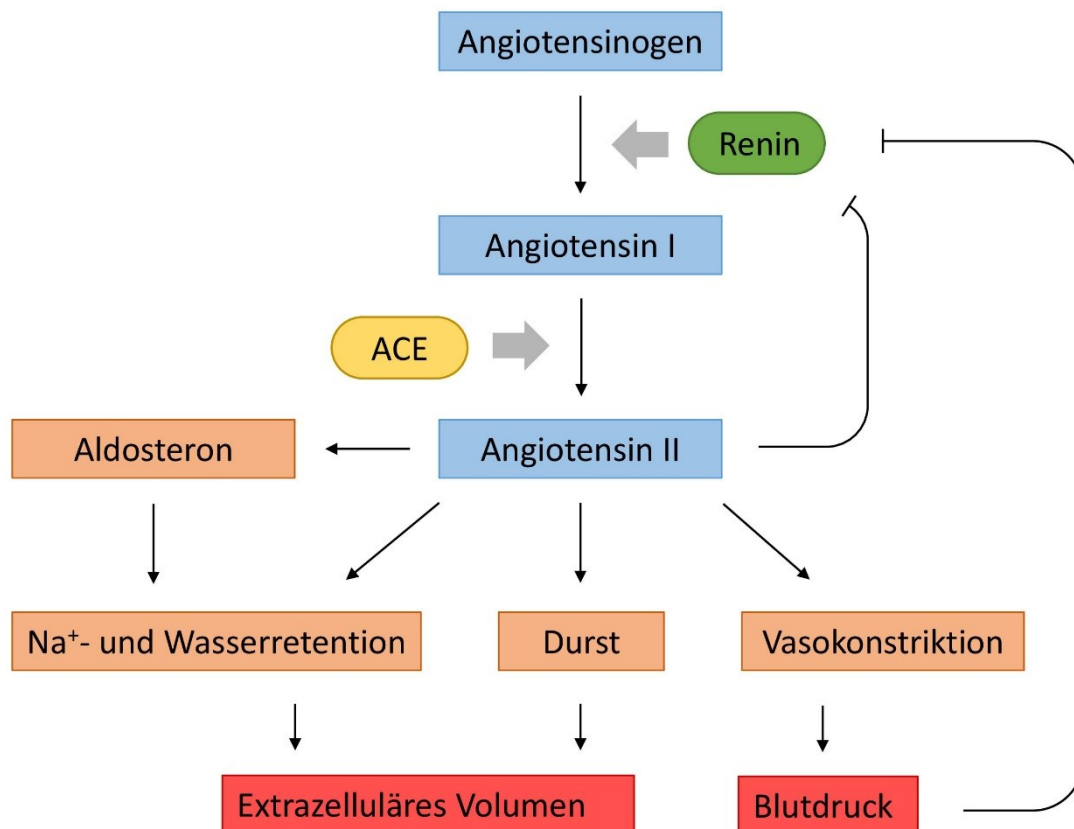 Angiotensinogen
Renin
Angiotensin I
ACE
Aldosteron
Angiotensin II
Na⁺- und Wasserretention
Durst
Vasokonstriktion
Extrazelluläres Volumen
Blutdruck